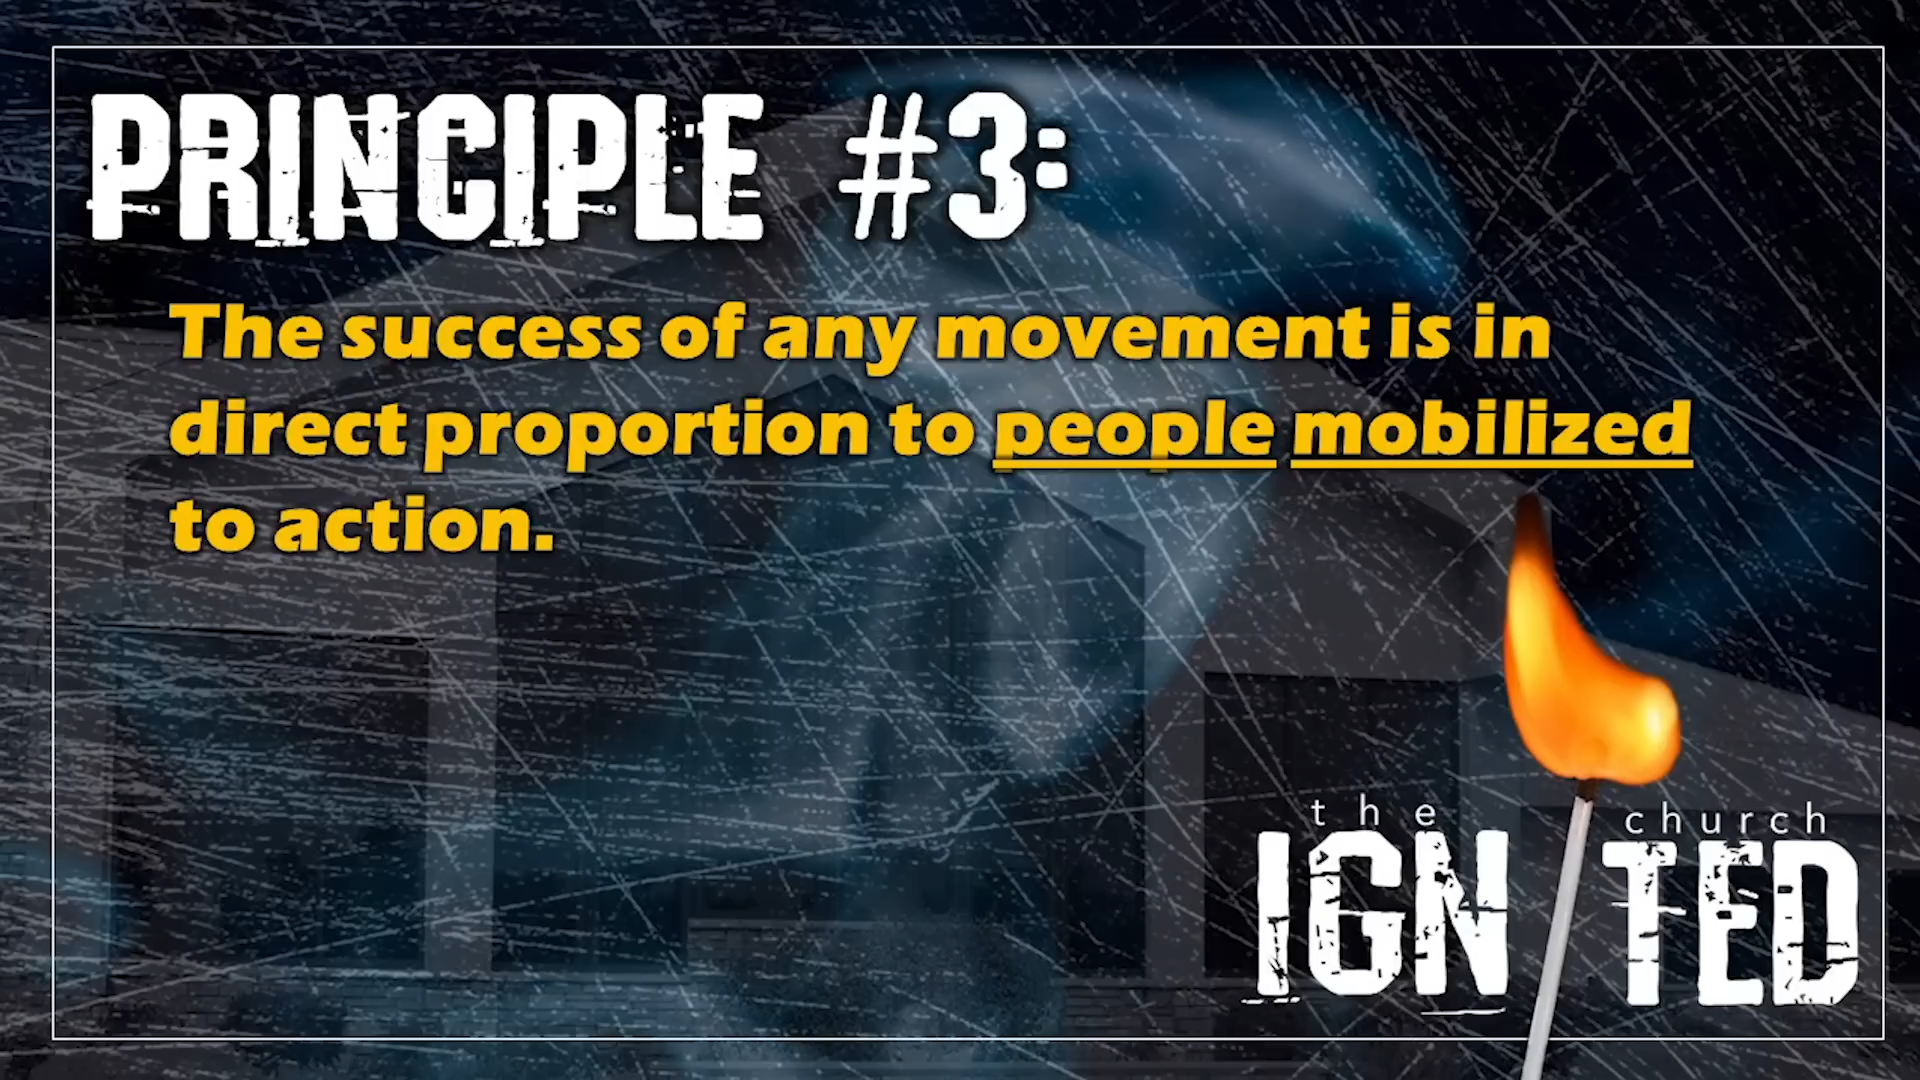 PRINCIPLE #3:
The success of any movement is in
direct proportion to people mobilized
to action.
the church
IGNITED